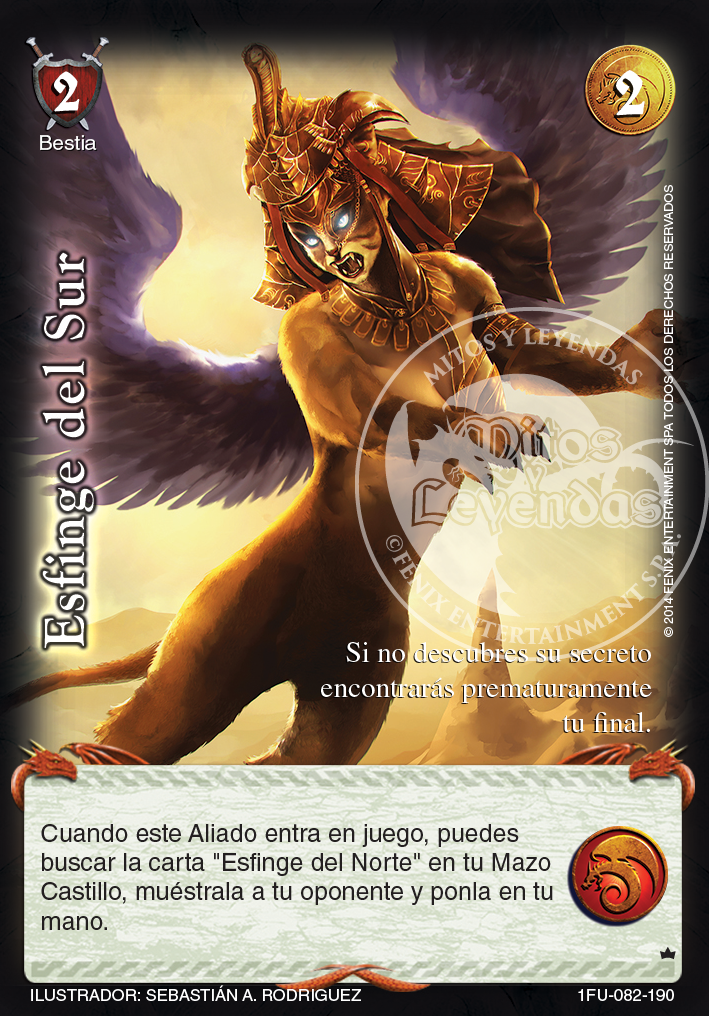 2
2
Bestia
Esfinge del Sur
MITOS Y LEYENDAS
Mitos
y
Leyendas
© FENIX ENTERTAINMENT S.P.A.
© 2014 FENIX ENTERTAINMENT SPA TODOS LOS DERECHOS RESERVADOS
Si no descubres su secreto
encontrarás prematuramente
tu final.
Cuando este Aliado entra en juego, puedes
buscar la carta "Esfinge del Norte" en tu Mazo
Castillo, muéstrala a tu oponente y ponla en tu
mano.
ILUSTRADOR: SEBASTIÁN A. RODRIGUEZ
1FU-082-190